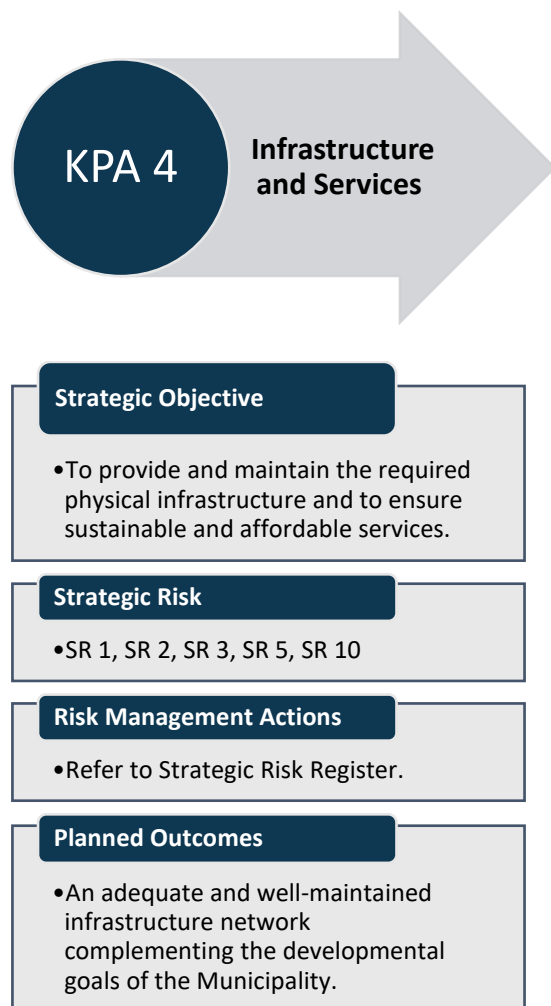 KPA 4
Infrastructure
and Services
Strategic Objective
•To provide and maintain the required
physical infrastructure and to ensure
sustainable and affordable services.
Strategic Risk
•SR 1, SR 2, SR 3, SR 5, SR 10
Risk Management Actions
•Refer to Strategic Risk Register.
Planned Outcomes
•An adequate and well-maintained
infrastructure network
complementing the developmental
goals of the Municipality.